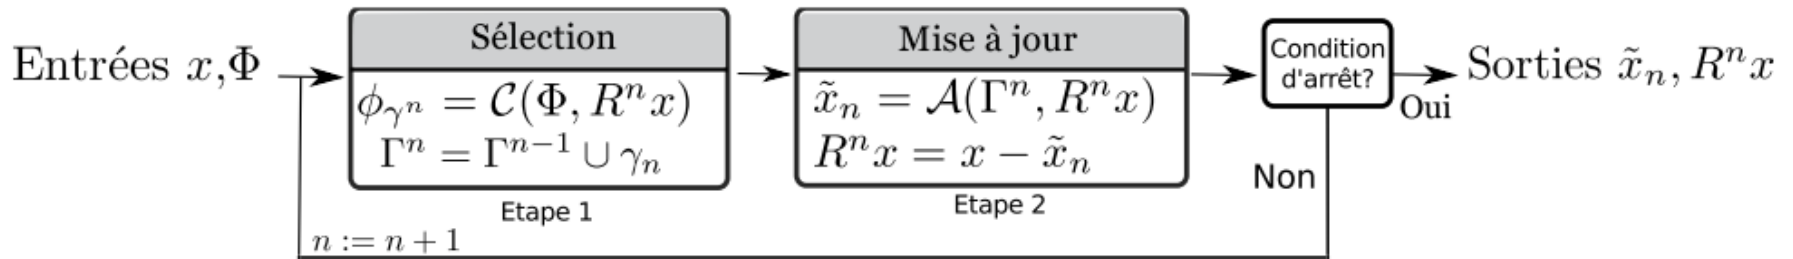 Entrées x,Φ
Sélection
ϕ_{γ^n} = 𝒞(Φ, R^n x)
Γ^n = Γ^{n−1} ∪ γ_n
Etape 1
Mise à jour
x̃_n = 𝒜(Γ^n, R^n x)
R^n x = x − x̃_n
Etape 2
Condition
d'arrêt?
Oui
Sorties x̃_n, R^n x
Non
n := n + 1